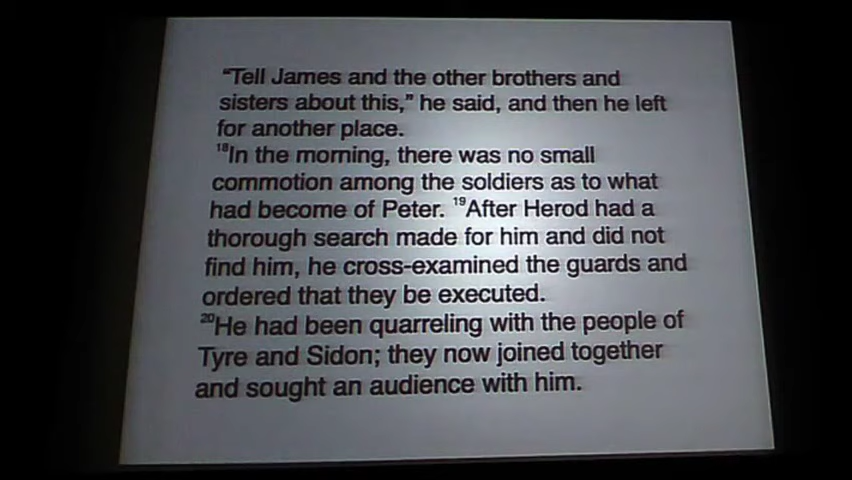 “Tell James and the other brothers and
sisters about this,” he said, and then he left
for another place.
¹⁸In the morning, there was no small
commotion among the soldiers as to what
had become of Peter. ¹⁹After Herod had a
thorough search made for him and did not
find him, he cross-examined the guards and
ordered that they be executed.
²⁰He had been quarreling with the people of
Tyre and Sidon; they now joined together
and sought an audience with him.